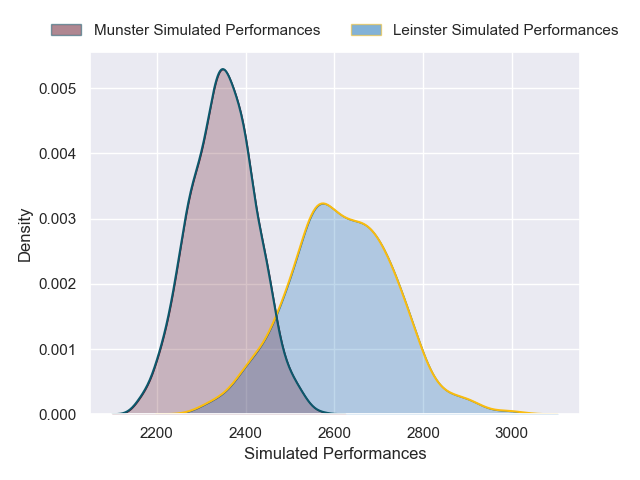 Munster Simulated Performances Leinster Simulated Performances
0.005
0.004
0.003
0.002
0.001
0.000
Density
2200 2400 2600 2800 3000
Simulated Performances